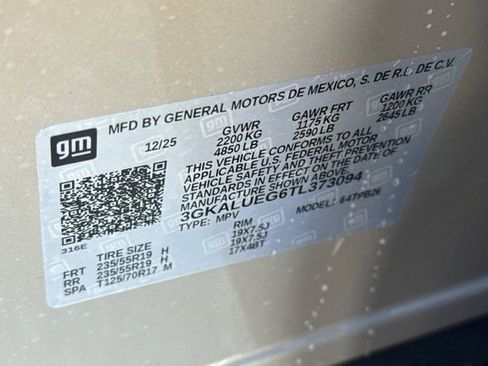 gm
MFD BY GENERAL MOTORS DE MEXICO, S. DE R.L. DE C.V.
12/25 GVWR GAWR FRT GAWR RR
2200 KG 1175 KG 1200 KG
4850 LB 2590 LB 2645 LB
THIS VEHICLE CONFORMS TO ALL
APPLICABLE U.S. FEDERAL MOTOR
VEHICLE SAFETY AND THEFT PREVENTION
STANDARDS IN EFFECT ON THE DATE OF
MANUFACTURE SHOWN ABOVE.
3GKALUEG6TL373094
TYPE: MPV MODEL:
316E
TIRE SIZE RIM
FRT 235/55R19 H 19X7.5J
RR 235/55R19 H 19X7.5J
SPA T125/70R17 M 17X4BT